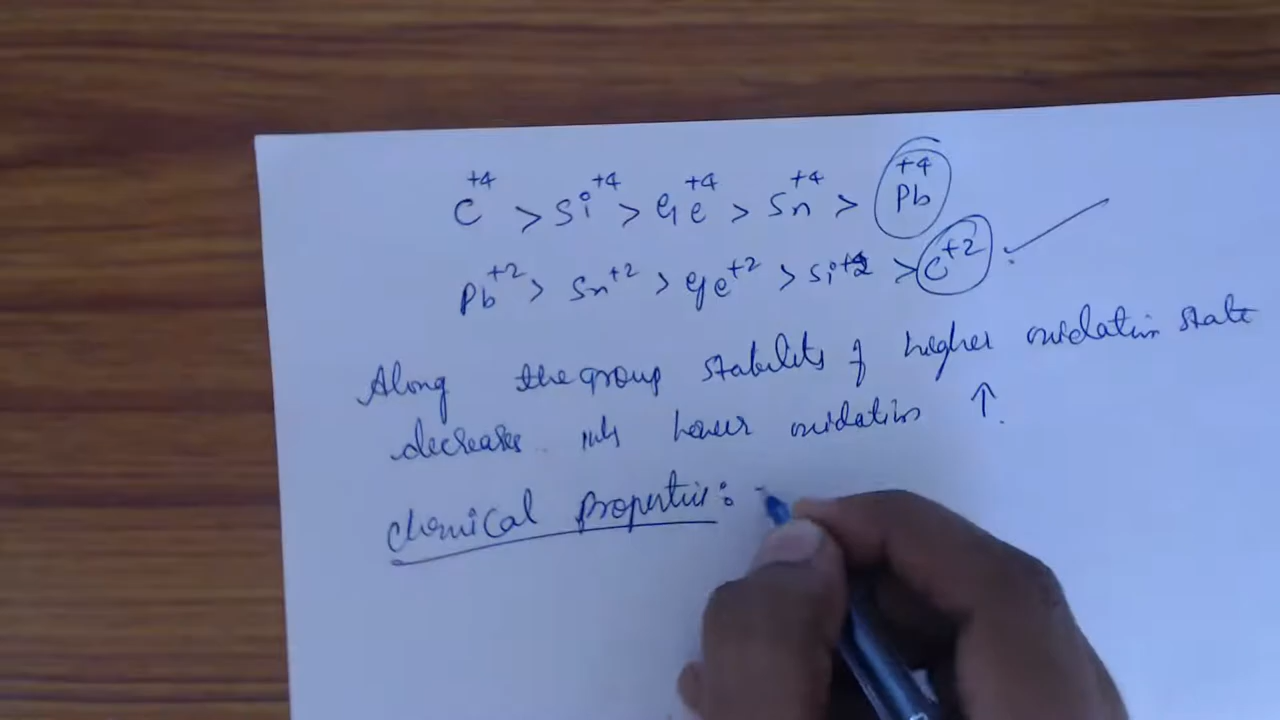 C+4 > Si+4 > Ge+4 > Sn+4 > Pb+4
Pb+2 > Sn+2 > Ge+2 > Si+2 > C+2
Along the group stability of higher oxidation state
decreases lower oxidation ↑.
Chemical Properties: -